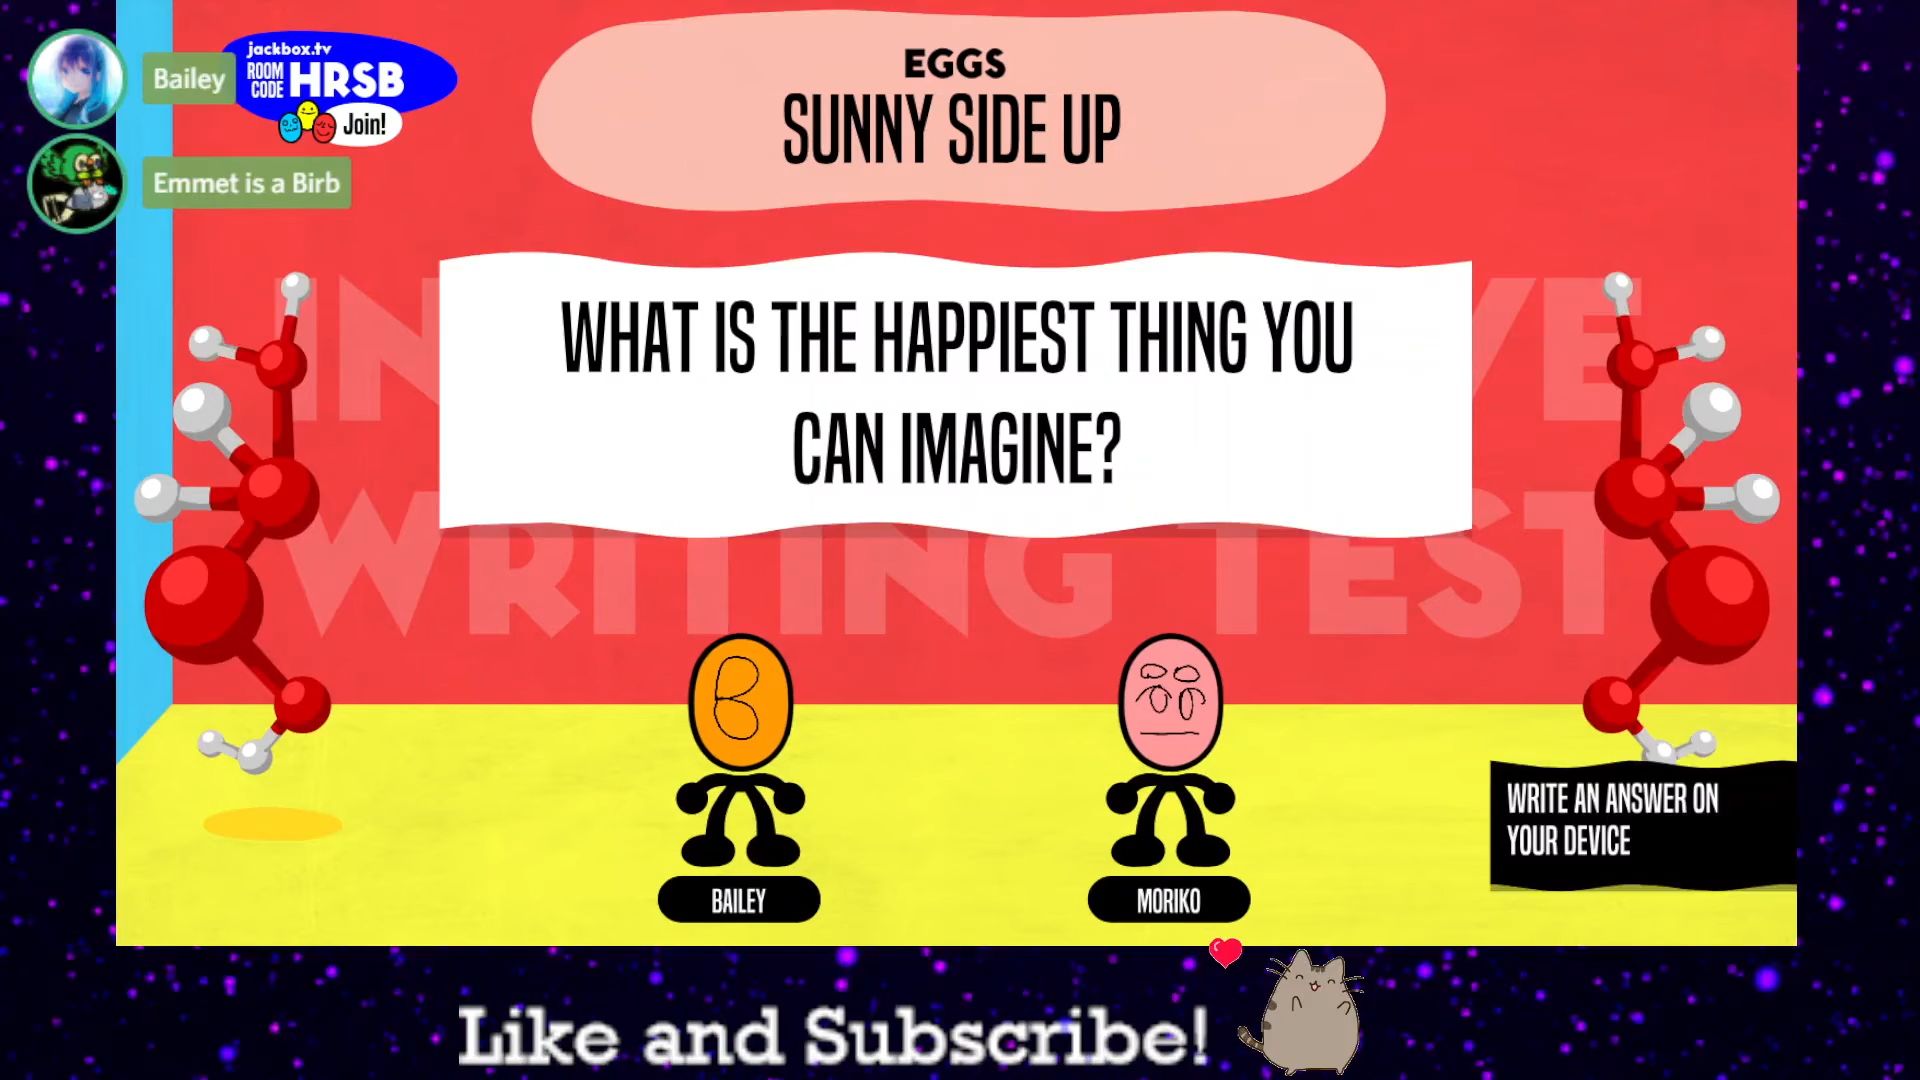 Bailey
jackbox.tv
ROOM CODE HRSB
Join!
Emmet is a Birb
EGGS
SUNNY SIDE UP
WHAT IS THE HAPPIEST THING YOU
CAN IMAGINE?
WRITING TEST
B
BAILEY
MORIKO
WRITE AN ANSWER ON
YOUR DEVICE
Like and Subscribe!